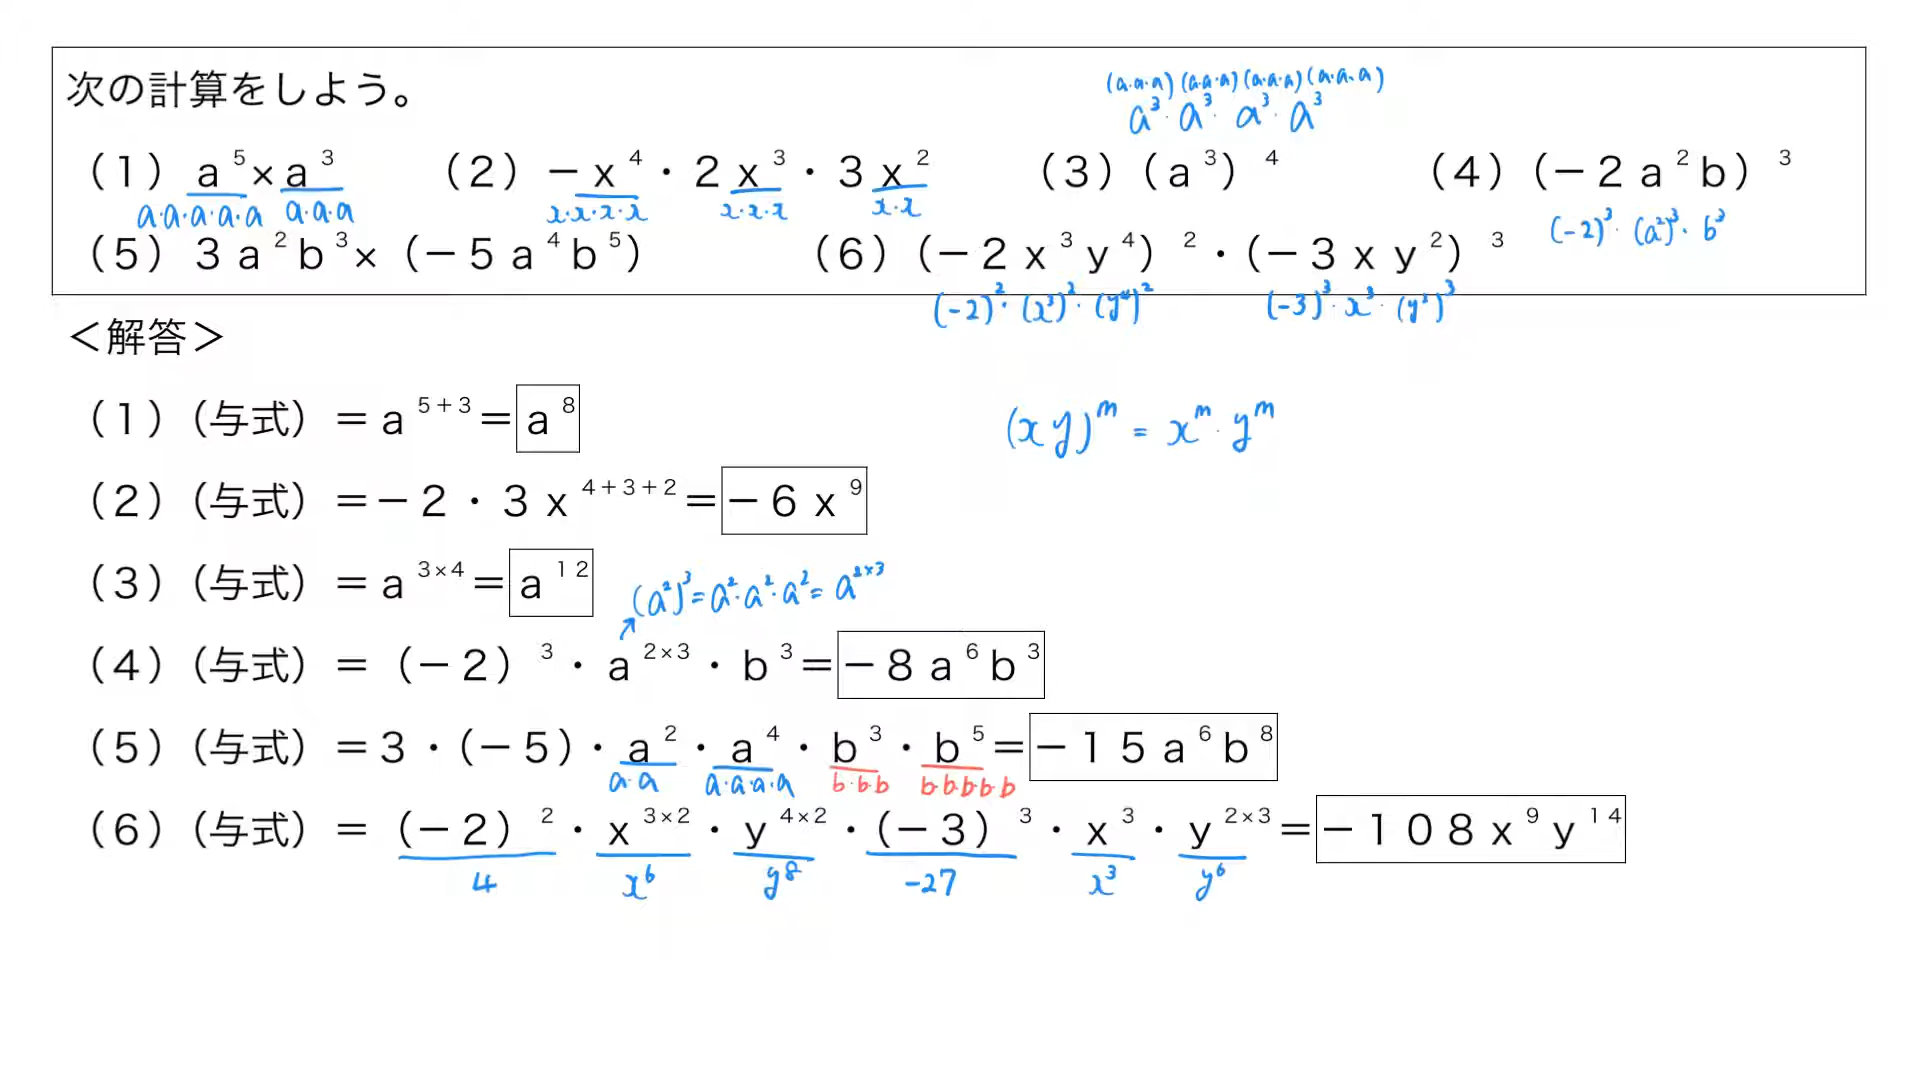 次の計算をしよう。
(a·a·a)(a·a·a)(a·a·a)(a·a·a)
a³·a³·a³·a³
（１）a⁵×a³ （２）－x⁴・２x³・３x² （３）(a³)⁴ （４）(－２a²b)³
a·a·a·a·a a·a·a x·x·x·x x·x·x x·x (-2)³·(a²)³·b³
（５）３a²b³×(－５a⁴b⁵) （６）(－２x³y⁴)²・(－３xy²)³
(-2)²·(x³)²·(y⁴)² (-3)³·x³·(y²)³
＜解答＞
（１）（与式）＝a⁵⁺³＝a⁸
(xy)ᵐ = xᵐ·yᵐ
（２）（与式）＝－２・３x⁴⁺³⁺²＝－６x⁹
（３）（与式）＝a³ˣ⁴＝a¹²
(a²)³=a²·a²·a²=a²ˣ³
（４）（与式）＝(－２)³・a²ˣ³・b³＝－８a⁶b³
（５）（与式）＝３・(－５)・a²・a⁴・b³・b⁵＝－１５a⁶b⁸
a·a a·a·a·a b·b·b b·b·b·b·b
（６）（与式）＝(－２)²・x³ˣ²・y⁴ˣ²・(－３)³・x³・y²ˣ³＝－１０８x⁹y¹⁴
4 x⁶ y⁸ -27 x³ y⁶